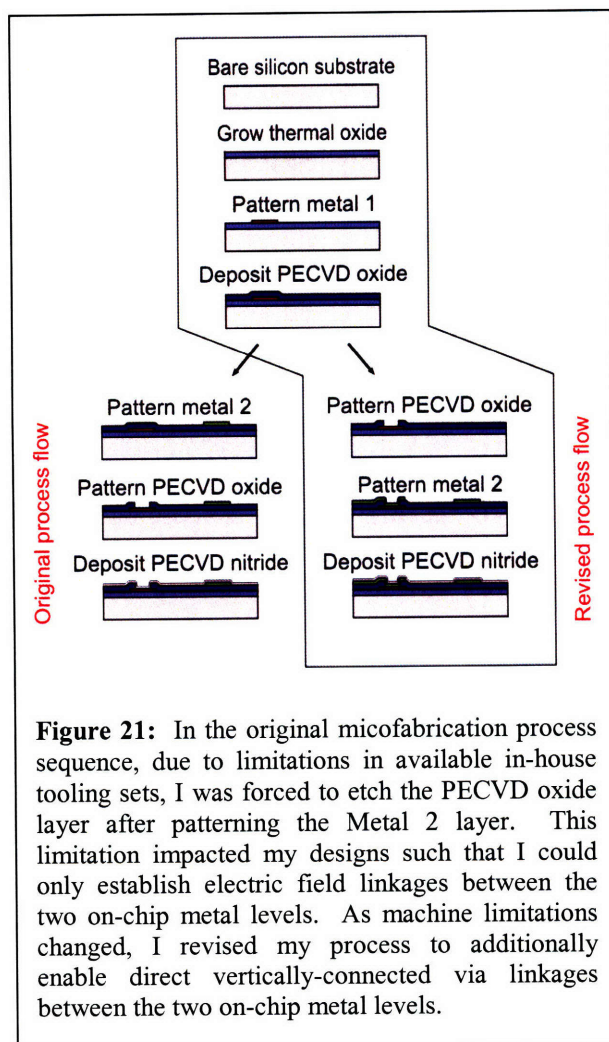 Bare silicon substrate
Grow thermal oxide
Pattern metal 1
Deposit PECVD oxide
Original process flow
Pattern metal 2
Pattern PECVD oxide
Deposit PECVD nitride
Pattern PECVD oxide
Pattern metal 2
Deposit PECVD nitride
Revised process flow
Figure 21: In the original micofabrication process
sequence, due to limitations in available in-house
tooling sets, I was forced to etch the PECVD oxide
layer after patterning the Metal 2 layer. This
limitation impacted my designs such that I could
only establish electric field linkages between the
two on-chip metal levels. As machine limitations
changed, I revised my process to additionally
enable direct vertically-connected via linkages
between the two on-chip metal levels.